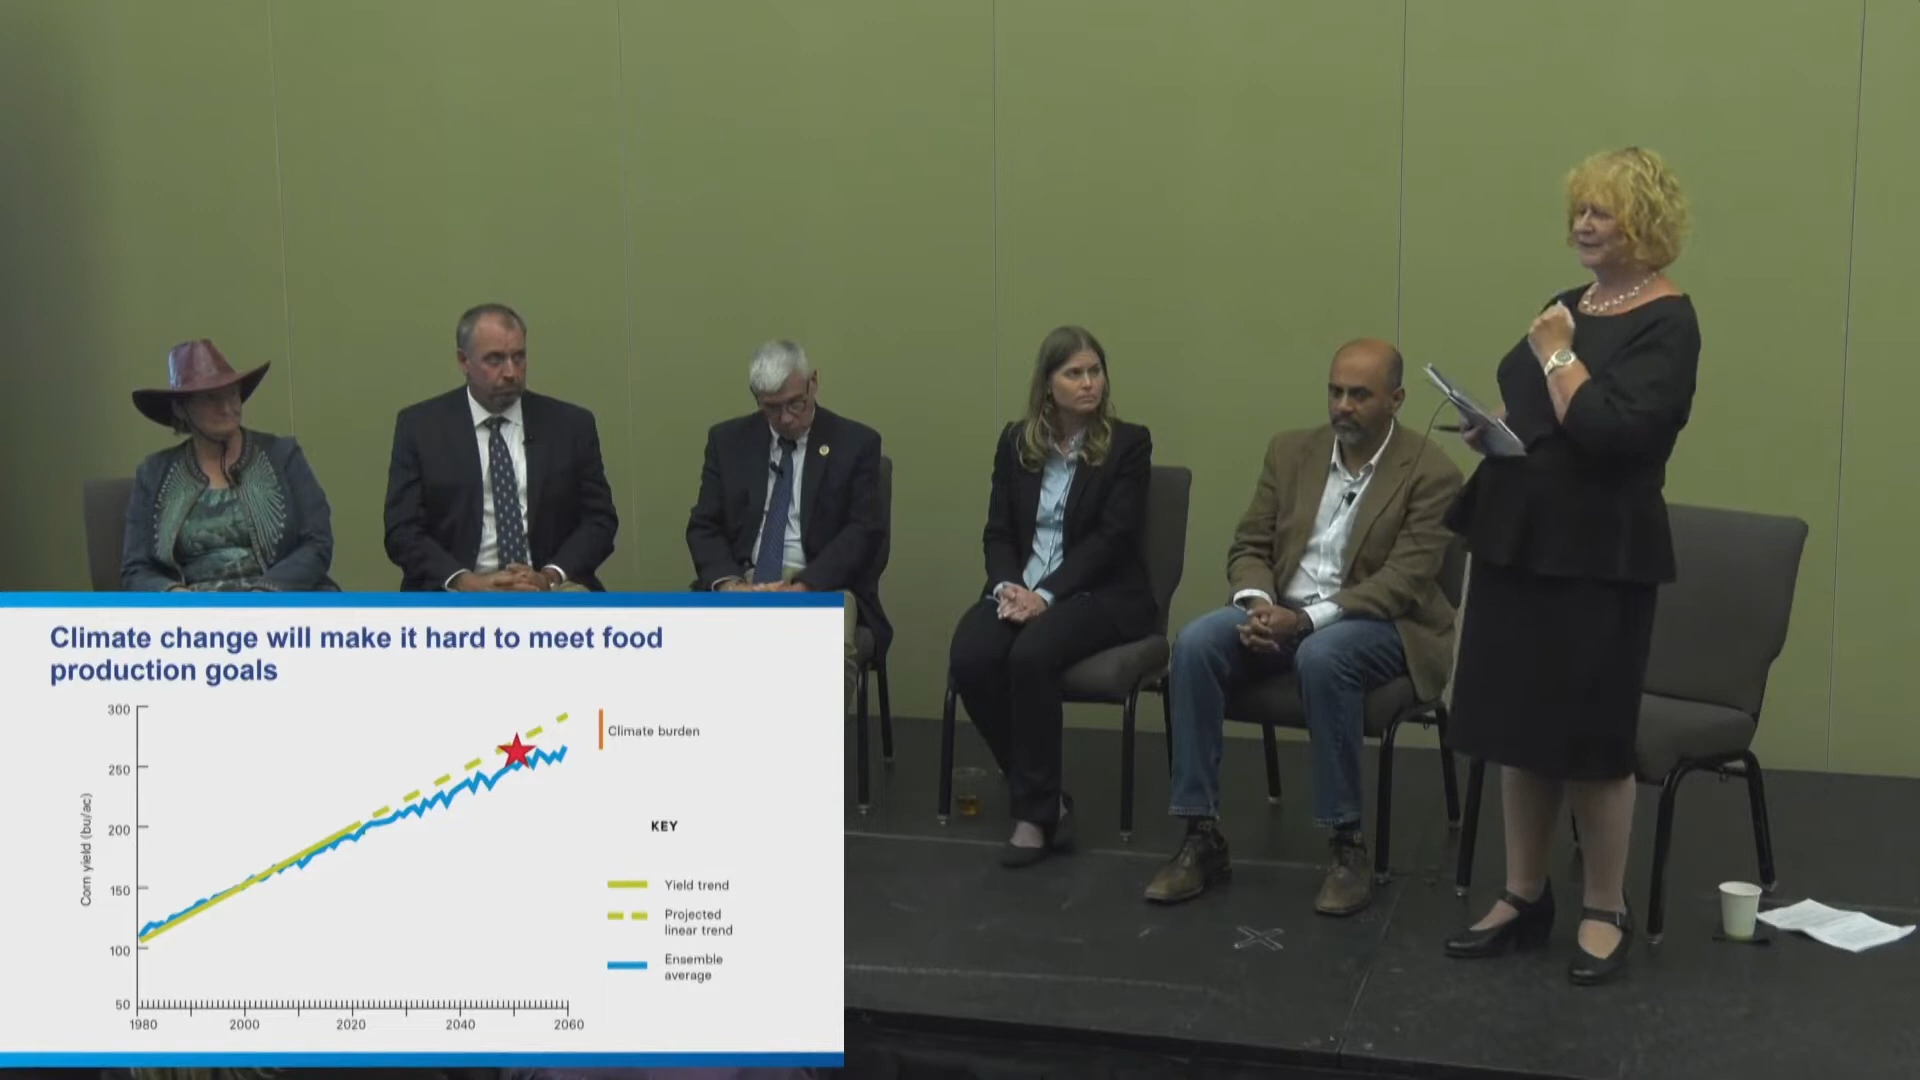 Climate change will make it hard to meet food
production goals
300
250
200
150
100
50
Corn yield (bu/ac)
1980
2000
2020
2040
2060
Climate burden
KEY
Yield trend
Projected
linear trend
Ensemble
average